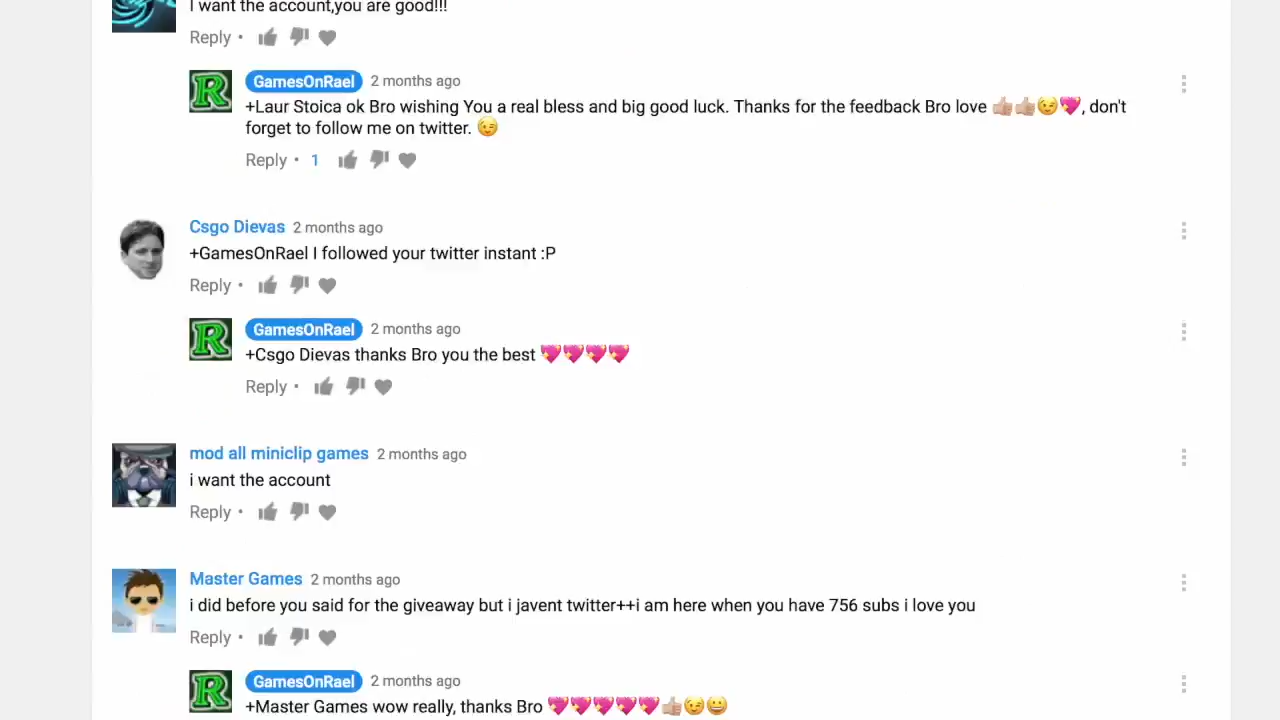 I want the account,you are good!!!
Reply •
GamesOnRael 2 months ago
+Laur Stoica ok Bro wishing You a real bless and big good luck. Thanks for the feedback Bro love 👍🏼👍🏼😉💖, don't
forget to follow me on twitter. 😉
Reply • 1
Csgo Dievas 2 months ago
+GamesOnRael I followed your twitter instant :P
Reply •
GamesOnRael 2 months ago
+Csgo Dievas thanks Bro you the best 💖💖💖💖
Reply •
mod all miniclip games 2 months ago
i want the account
Reply •
Master Games 2 months ago
i did before you said for the giveaway but i javent twitter++i am here when you have 756 subs i love you
Reply •
GamesOnRael 2 months ago
+Master Games wow really, thanks Bro 💖💖💖💖💖👍🏼😉😀